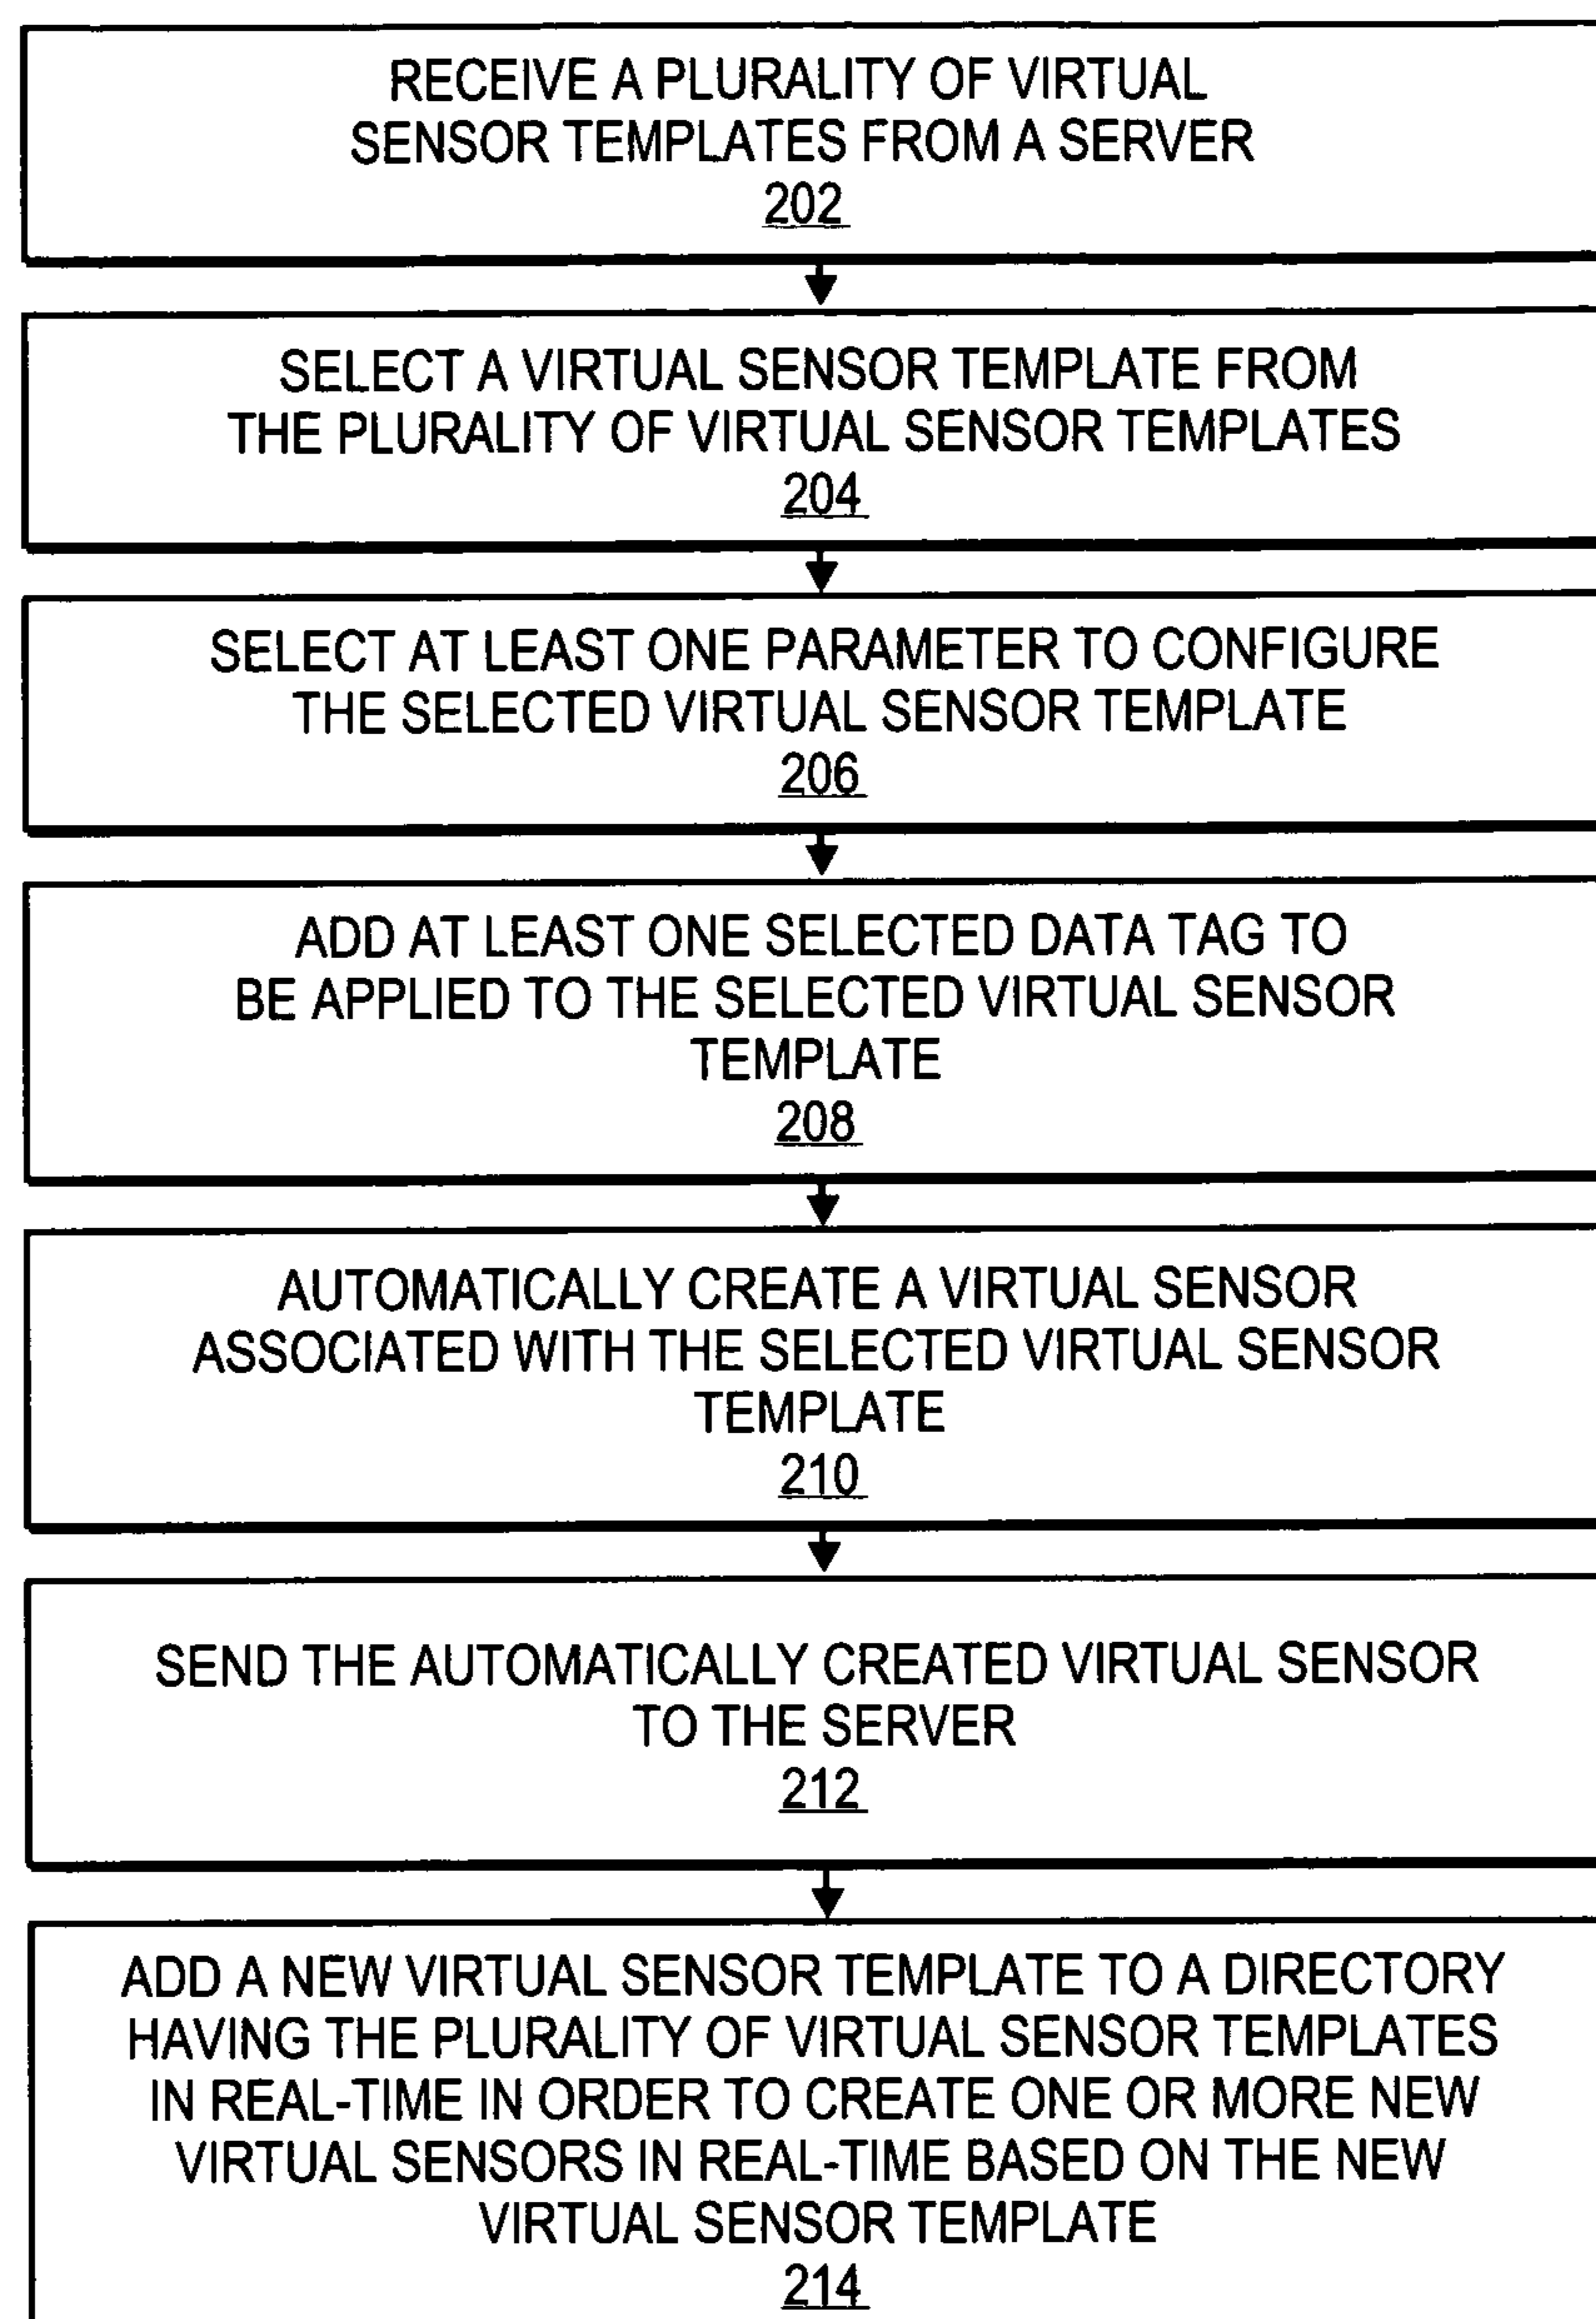 RECEIVE A PLURALITY OF VIRTUAL
SENSOR TEMPLATES FROM A SERVER
202
SELECT A VIRTUAL SENSOR TEMPLATE FROM
THE PLURALITY OF VIRTUAL SENSOR TEMPLATES
204
SELECT AT LEAST ONE PARAMETER TO CONFIGURE
THE SELECTED VIRTUAL SENSOR TEMPLATE
206
ADD AT LEAST ONE SELECTED DATA TAG TO
BE APPLIED TO THE SELECTED VIRTUAL SENSOR
TEMPLATE
208
AUTOMATICALLY CREATE A VIRTUAL SENSOR
ASSOCIATED WITH THE SELECTED VIRTUAL SENSOR
TEMPLATE
210
SEND THE AUTOMATICALLY CREATED VIRTUAL SENSOR
TO THE SERVER
212
ADD A NEW VIRTUAL SENSOR TEMPLATE TO A DIRECTORY
HAVING THE PLURALITY OF VIRTUAL SENSOR TEMPLATES
IN REAL-TIME IN ORDER TO CREATE ONE OR MORE NEW
VIRTUAL SENSORS IN REAL-TIME BASED ON THE NEW
VIRTUAL SENSOR TEMPLATE
214